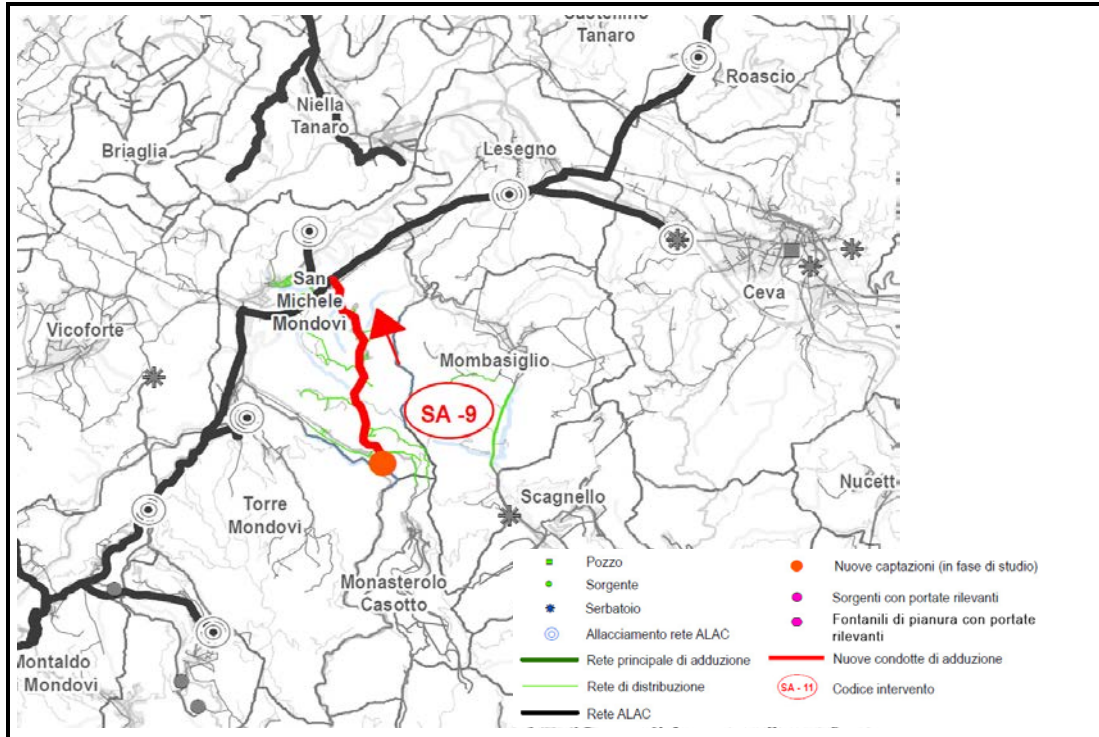 Tanaro
Roascio
Niella
Tanaro
Briaglia
Lesegno
San
Michele
Mondovì
Ceva
Vicoforte
Mombasiglio
SA -9
Scagnello
Nucett
Torre
Mondovì
Monasterolo
Casotto
Montaldo
i Mondovì
Pozzo
Sorgente
Serbatoio
Allacciamento rete ALAC
Rete principale di adduzione
Rete di distribuzione
Rete ALAC
Nuove captazioni (in fase di studio)
Sorgenti con portate rilevanti
Fontanili di pianura con portate
rilevanti
Nuove condotte di adduzione
SA - 11 Codice intervento